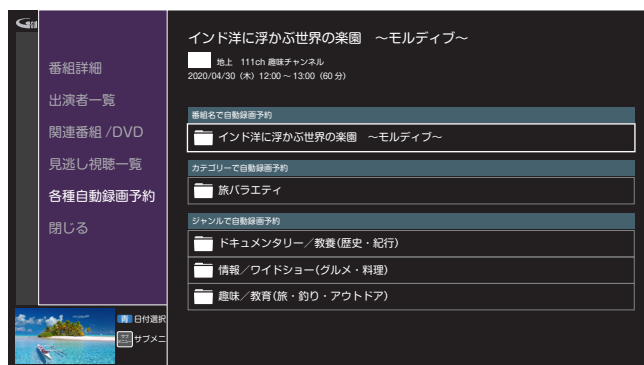 番組詳細
出演者一覧
関連番組/DVD
見逃し視聴一覧
各種自動録画予約
閉じる
青 日付選択
サブメニ
インド洋に浮かぶ世界の楽園 ～モルディブ～
地上 111ch 趣味チャンネル
2020/04/30（木）12:00～13:00（60分）
番組名で自動録画予約
インド洋に浮かぶ世界の楽園 ～モルディブ～
カテゴリーで自動録画予約
旅バラエティ
ジャンルで自動録画予約
ドキュメンタリー／教養(歴史・紀行)
情報／ワイドショー(グルメ・料理)
趣味／教育(旅・釣り・アウトドア)